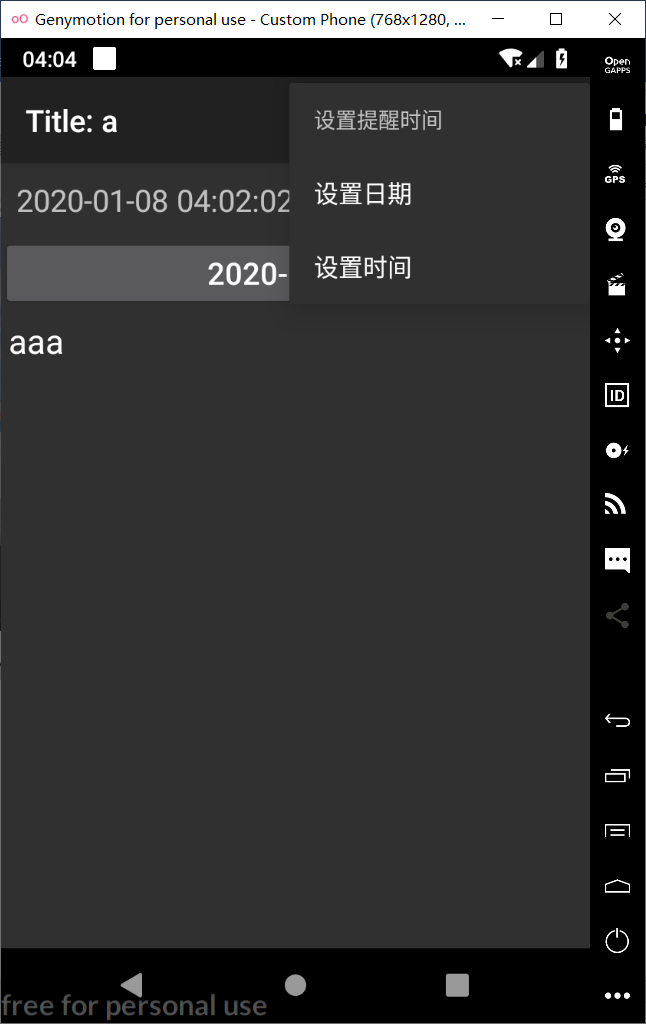 Genymotion for personal use - Custom Phone (768x1280, ...
04:04
Open
GAPPS
Title: a
设置提醒时间
GPS
2020-01-08 04:02:02
设置日期
2020-
设置时间
aaa
ID
free for personal use